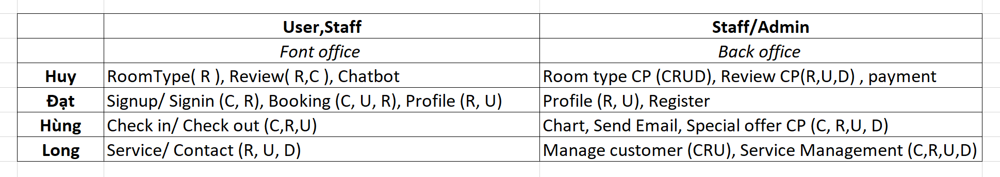 User,Staff Staff/Admin
Font office Back office
Huy RoomType( R ), Review( R,C ), Chatbot Room type CP (CRUD), Review CP(R,U,D) , payment
Đạt Signup/ Signin (C, R), Booking (C, U, R), Profile (R, U) Profile (R, U), Register
Hùng Check in/ Check out (C,R,U) Chart, Send Email, Special offer CP (C, R,U, D)
Long Service/ Contact (R, U, D) Manage customer (CRU), Service Management (C,R,U,D)